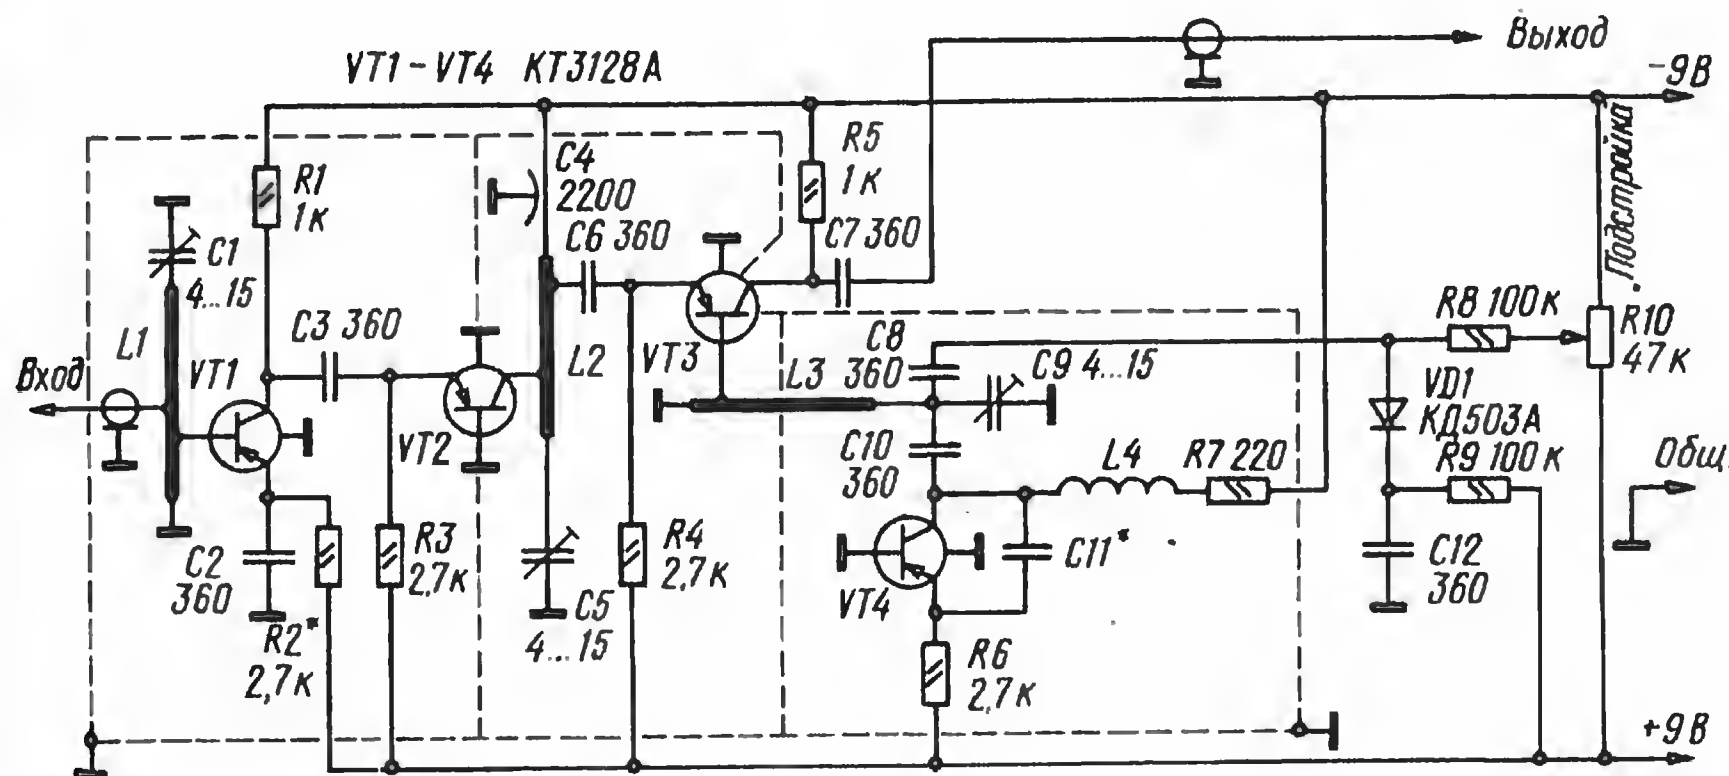 Выход
VT1 - VT4 КТ3128А
-9В
Подстройка
R5
1к
C4
2200
R1
1к
C6 360
C7 360
C1
4...15
R8 100к
R10
47к
C3 360
L1
VT1
L2
VT3
C8
360
L3
C9 4...15
Вход
VD1
КД503А
VT2
C10
360
L4
R7 220
R9 100к
Общ.
R3
2,7к
R4
2,7к
C11*
C2
360
C12
360
VT4
C5
4...15
R2*
2,7к
R6
2,7к
+9В